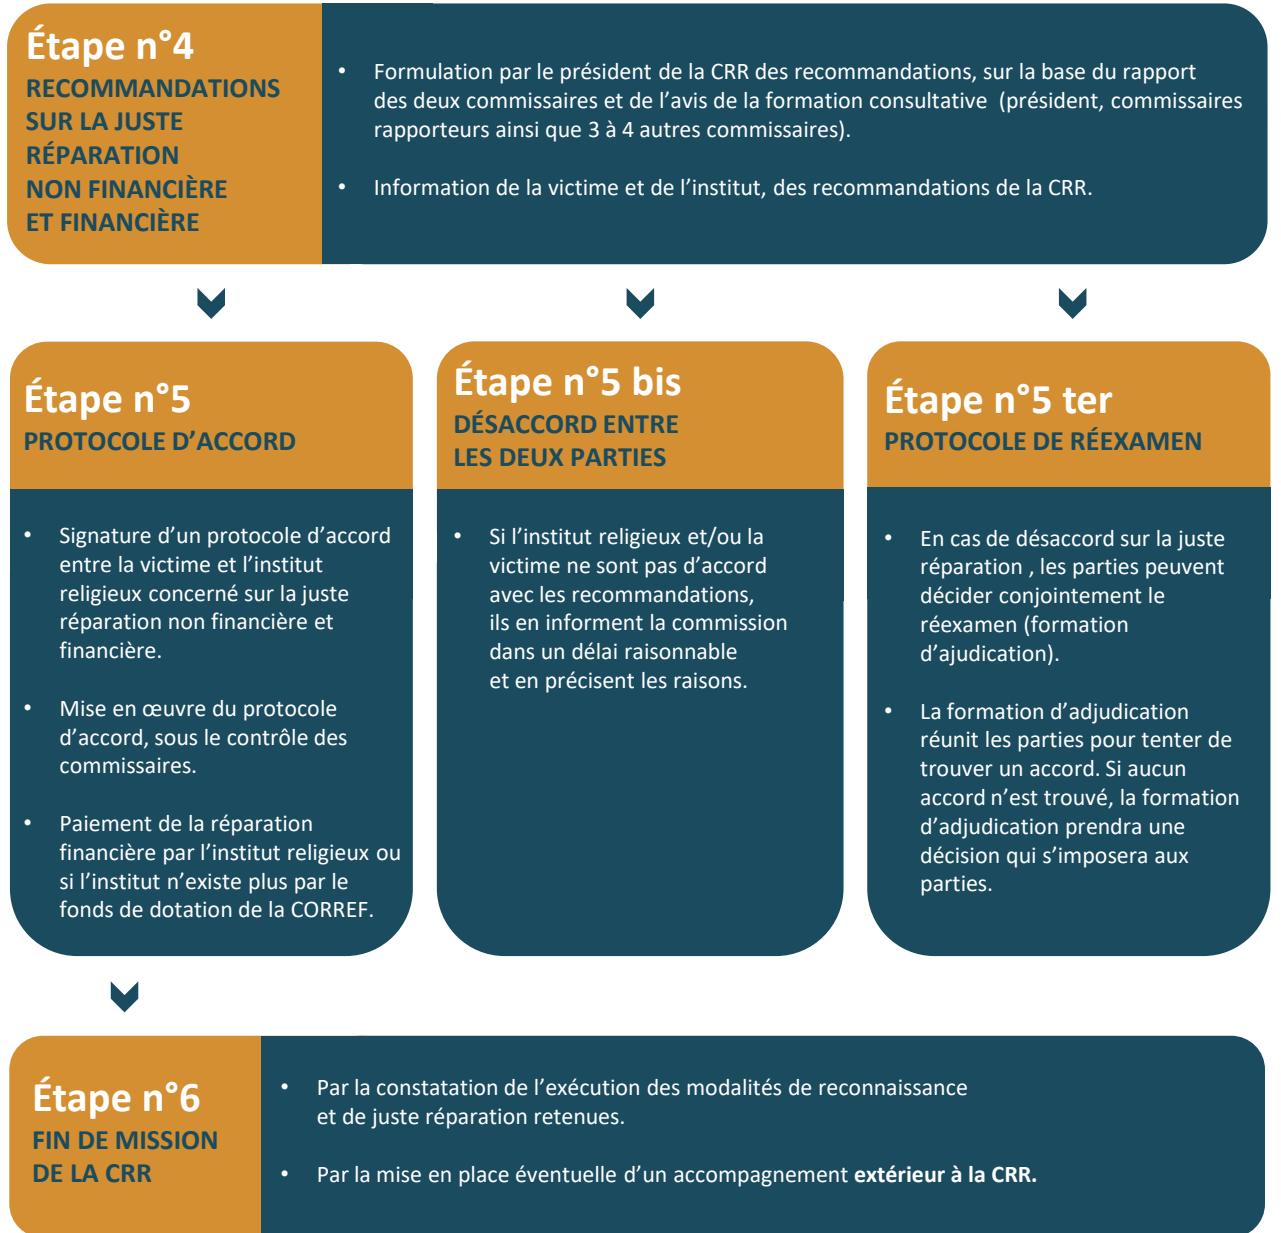 Étape n°4
RECOMMANDATIONS
SUR LA JUSTE
RÉPARATION
NON FINANCIÈRE
ET FINANCIÈRE
• Formulation par le président de la CRR des recommandations, sur la base du rapport
des deux commissaires et de l’avis de la formation consultative (président, commissaires
rapporteurs ainsi que 3 à 4 autres commissaires).
• Information de la victime et de l’institut, des recommandations de la CRR.
Étape n°5
PROTOCOLE D’ACCORD
• Signature d’un protocole d’accord
entre la victime et l’institut
religieux concerné sur la juste
réparation non financière et
financière.
• Mise en œuvre du protocole
d’accord, sous le contrôle des
commissaires.
• Paiement de la réparation
financière par l’institut religieux ou
si l’institut n’existe plus par le
fonds de dotation de la CORREF.
Étape n°5 bis
DÉSACCORD ENTRE
LES DEUX PARTIES
• Si l’institut religieux et/ou la
victime ne sont pas d’accord
avec les recommandations,
ils en informent la commission
dans un délai raisonnable
et en précisent les raisons.
Étape n°5 ter
PROTOCOLE DE RÉEXAMEN
• En cas de désaccord sur la juste
réparation , les parties peuvent
décider conjointement le
réexamen (formation
d’ajudication).
• La formation d’adjudication
réunit les parties pour tenter de
trouver un accord. Si aucun
accord n’est trouvé, la formation
d’adjudication prendra une
décision qui s’imposera aux
parties.
Étape n°6
FIN DE MISSION
DE LA CRR
• Par la constatation de l’exécution des modalités de reconnaissance
et de juste réparation retenues.
• Par la mise en place éventuelle d’un accompagnement extérieur à la CRR.